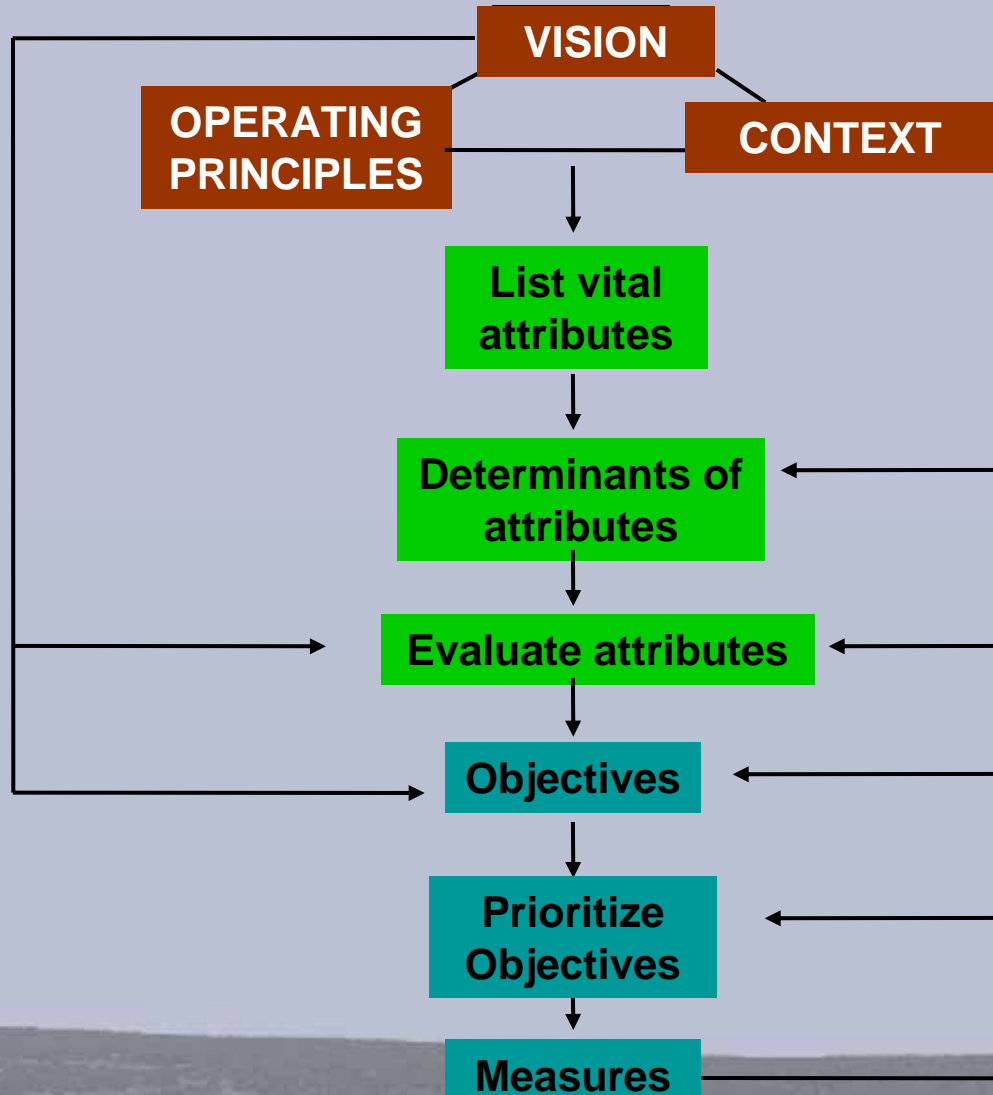 VISION
OPERATING
PRINCIPLES
CONTEXT
List vital
attributes
Determinants of
attributes
Evaluate attributes
Objectives
Prioritize
Objectives
Measures